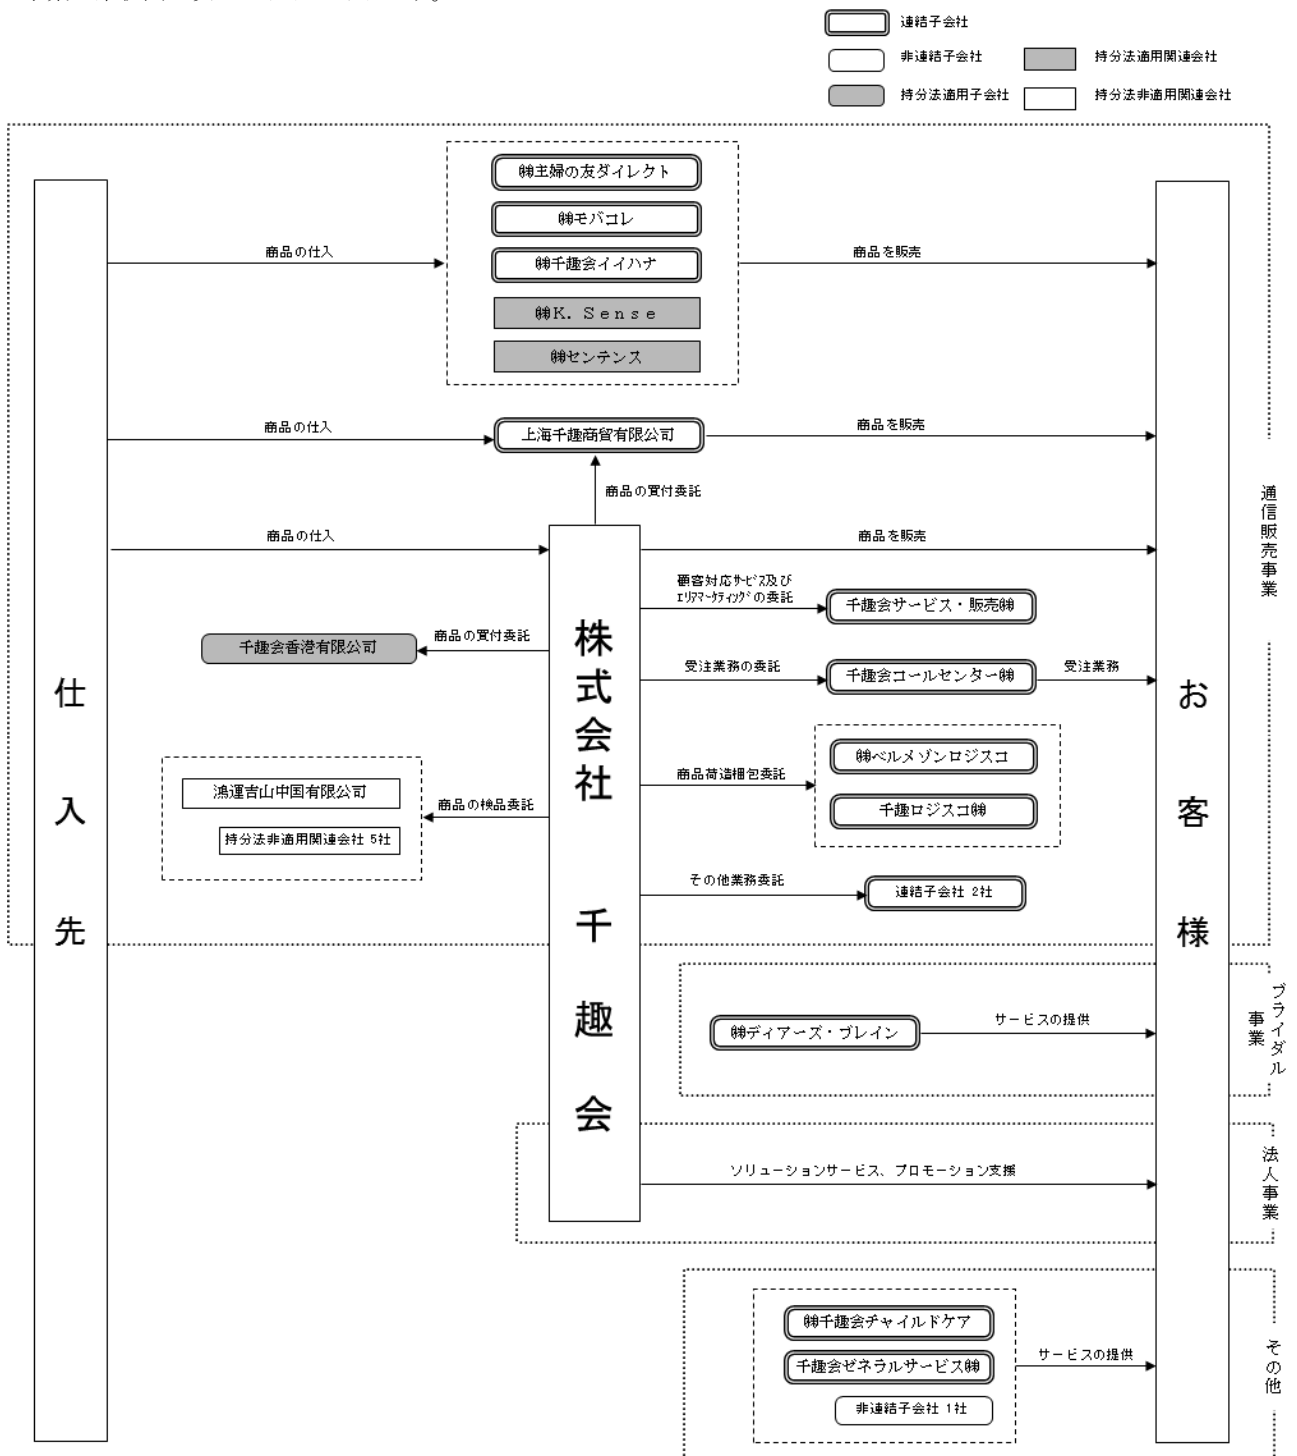 連結子会社
非連結子会社
持分法適用関連会社
持分法適用子会社
持分法非適用関連会社
㈱主婦の友ダイレクト
㈱モバコレ
商品の仕入
㈱千趣会イイハナ
商品を販売
㈱K. Sense
㈱センテンス
商品の仕入
上海千趣商貿有限公司
商品を販売
商品の買付委託
商品の仕入
商品を販売
通信販売事業
顧客対応サービス及び
エリアマーケティングの委託
千趣会サービス・販売㈱
商品の買付委託
千趣会香港有限公司
受注業務の委託
千趣会コールセンター㈱
受注業務
仕入先
株式会社 千趣会
お客様
㈱ベルメゾンロジスコ
商品荷造梱包委託
千趣ロジスコ㈱
鴻運吉山中国有限公司
商品の検品委託
持分法非適用関連会社 5社
その他業務委託
連結子会社 2社
ブライダル
事業
㈱ディアーズ・ブレイン
サービスの提供
法人事業
ソリューションサービス、プロモーション支援
㈱千趣会チャイルドケア
千趣会ゼネラルサービス㈱
サービスの提供
非連結子会社 1社
その他